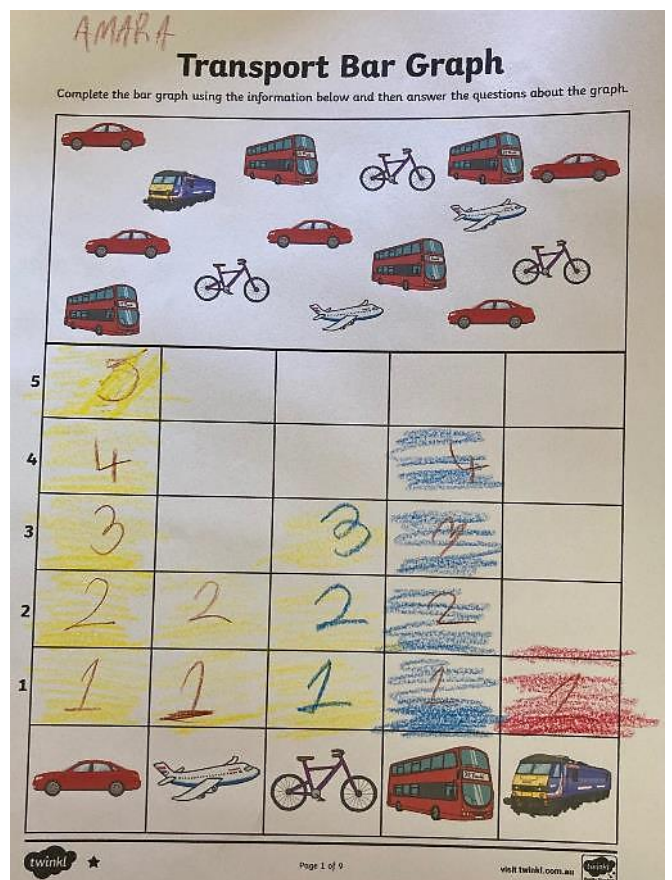 AMARA
Transport Bar Graph
Complete the bar graph using the information below and then answer the questions about the graph.
5 5
4 4 4
3 3 3 3
2 2 2 2 2
1 1 1 1 1 1
twinkl Page 1 of 9 visit twinkl.com.au twinkl